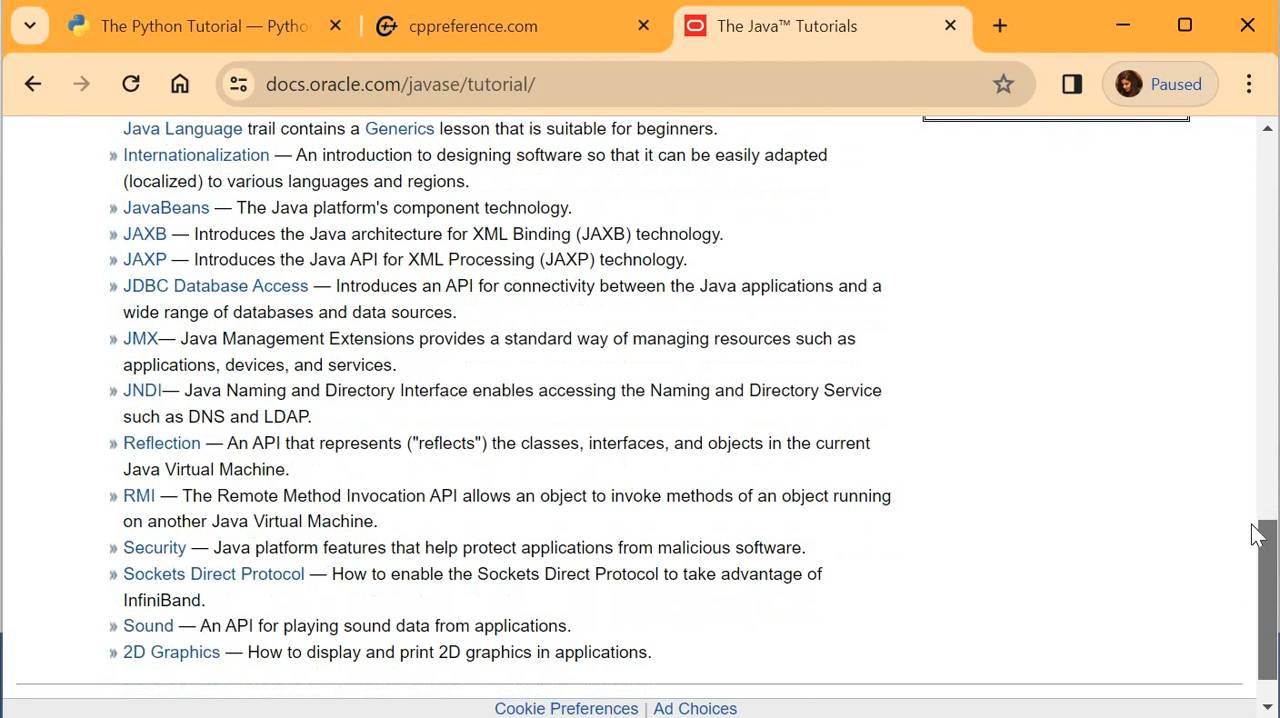 The Python Tutorial — Pytho
cppreference.com
The Java™ Tutorials
docs.oracle.com/javase/tutorial/
Paused
Java Language trail contains a Generics lesson that is suitable for beginners.
» Internationalization — An introduction to designing software so that it can be easily adapted
(localized) to various languages and regions.
» JavaBeans — The Java platform's component technology.
» JAXB — Introduces the Java architecture for XML Binding (JAXB) technology.
» JAXP — Introduces the Java API for XML Processing (JAXP) technology.
» JDBC Database Access — Introduces an API for connectivity between the Java applications and a
wide range of databases and data sources.
» JMX— Java Management Extensions provides a standard way of managing resources such as
applications, devices, and services.
» JNDI— Java Naming and Directory Interface enables accessing the Naming and Directory Service
such as DNS and LDAP.
» Reflection — An API that represents ("reflects") the classes, interfaces, and objects in the current
Java Virtual Machine.
» RMI — The Remote Method Invocation API allows an object to invoke methods of an object running
on another Java Virtual Machine.
» Security — Java platform features that help protect applications from malicious software.
» Sockets Direct Protocol — How to enable the Sockets Direct Protocol to take advantage of
InfiniBand.
» Sound — An API for playing sound data from applications.
» 2D Graphics — How to display and print 2D graphics in applications.
Cookie Preferences | Ad Choices